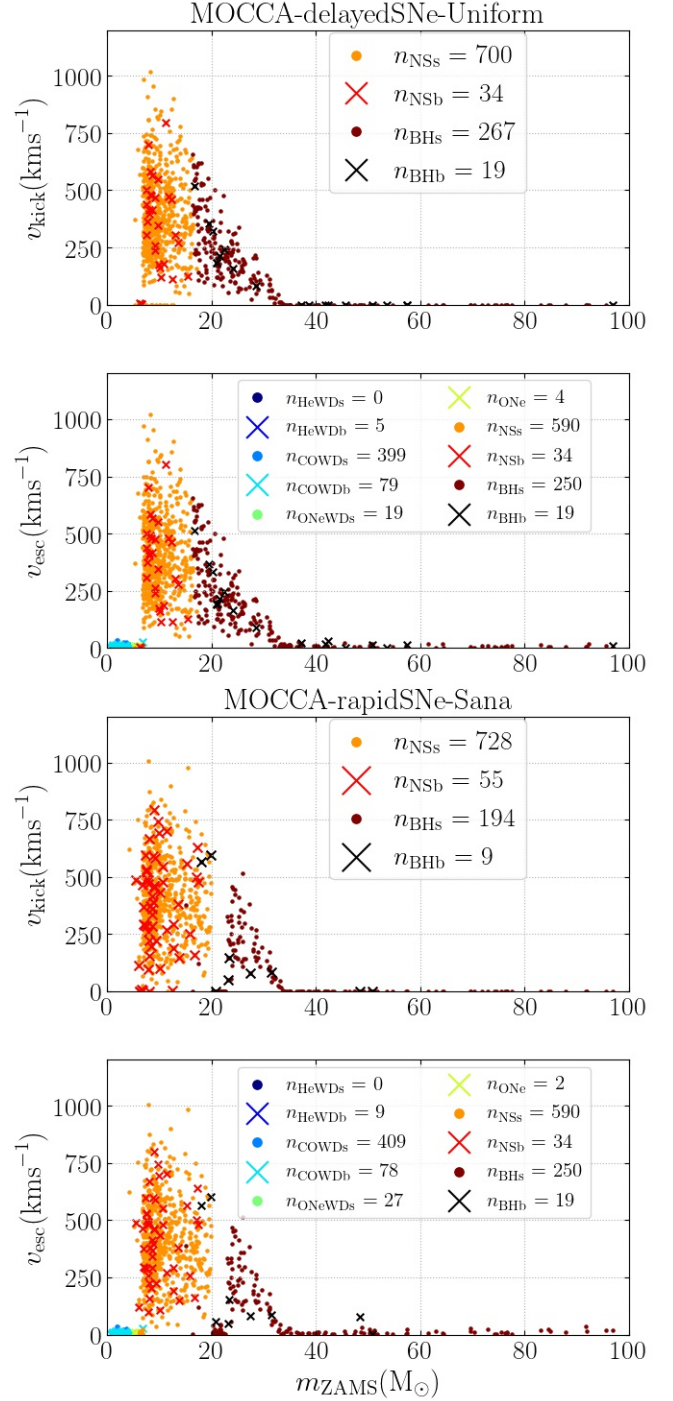 MOCCA-delayedSNe-Uniform
v_kick(kms⁻¹)
1000
750
500
250
0
n_NSs = 700
n_NSb = 34
n_BHs = 267
n_BHb = 19
0 20 40 60 80 100
v_esc(kms⁻¹)
1000
750
500
250
0
n_HeWDs = 0
n_HeWDb = 5
n_COWDs = 399
n_COWDb = 79
n_ONeWDs = 19
n_ONe = 4
n_NSs = 590
n_NSb = 34
n_BHs = 250
n_BHb = 19
0 20 40 60 80 100
MOCCA-rapidSNe-Sana
v_kick(kms⁻¹)
1000
750
500
250
0
n_NSs = 728
n_NSb = 55
n_BHs = 194
n_BHb = 9
0 20 40 60 80 100
v_esc(kms⁻¹)
1000
750
500
250
0
n_HeWDs = 0
n_HeWDb = 9
n_COWDs = 409
n_COWDb = 78
n_ONeWDs = 27
n_ONe = 2
n_NSs = 590
n_NSb = 34
n_BHs = 250
n_BHb = 19
0 20 40 60 80 100
m_ZAMS(M_⊙)